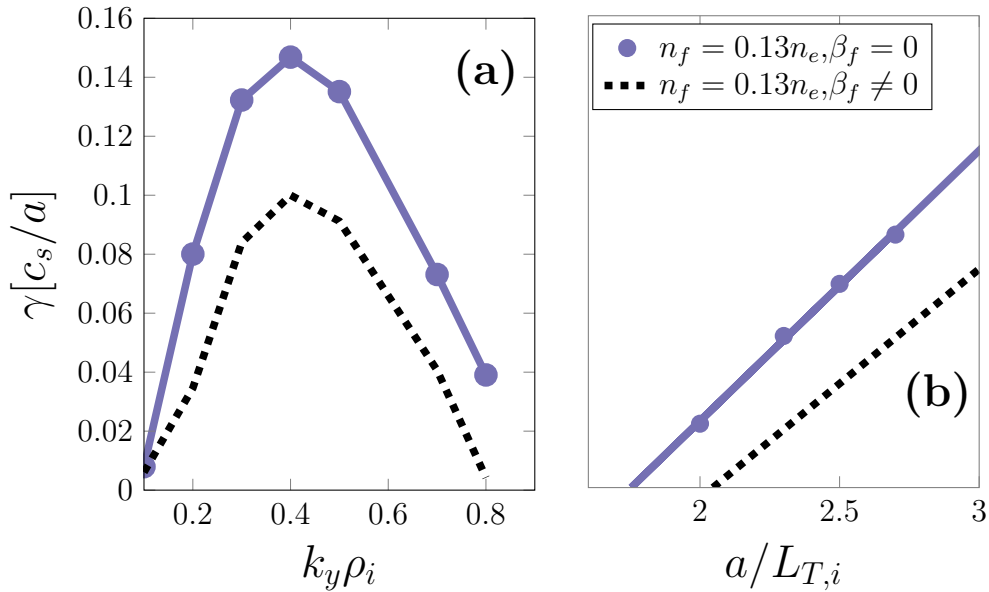 0.16
0.14
0.12
0.1
0.08
0.06
0.04
0.02
0
γ[c_s/a]
(a)
0.2
0.4
0.6
0.8
k_yρ_i
n_f = 0.13n_e,β_f = 0
n_f = 0.13n_e,β_f ≠ 0
(b)
2
2.5
3
a/L_{T,i}